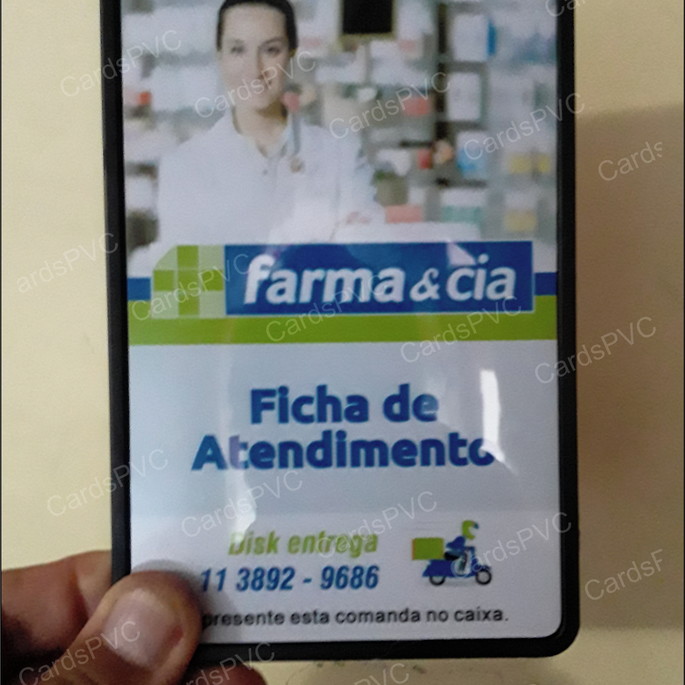 farma&cia
Ficha de
Atendimento
Disk entrega
11 3892 - 9686
presente esta comanda no caixa.
CardsPVC